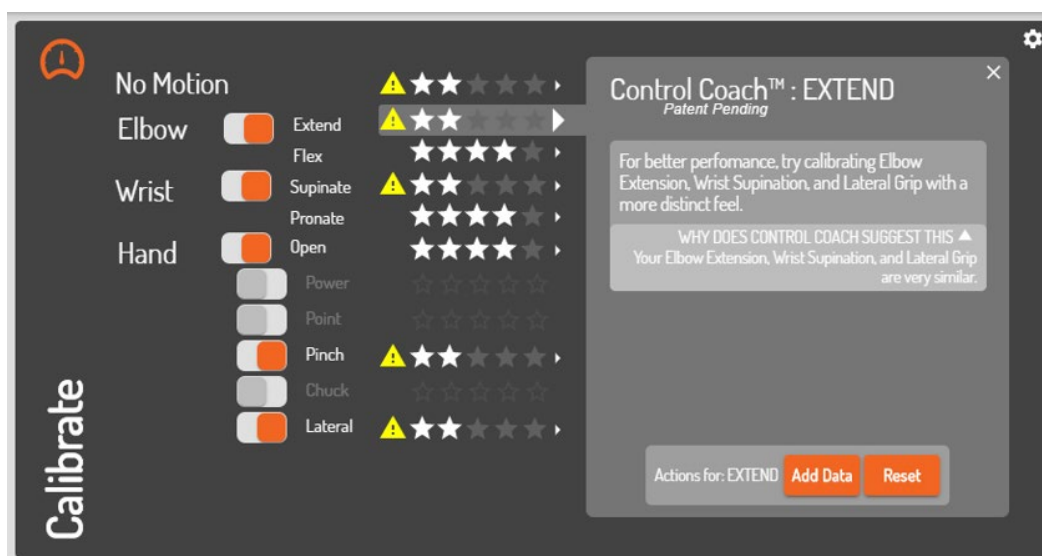 No Motion
Elbow
Extend
Flex
Wrist
Supinate
Pronate
Hand
Open
Power
Point
Pinch
Chuck
Lateral
Calibrate
Control Coach™ : EXTEND
Patent Pending
For better perfomance, try calibrating Elbow
Extension, Wrist Supination, and Lateral Grip with a
more distinct feel.
WHY DOES CONTROL COACH SUGGEST THIS
Your Elbow Extension, Wrist Supination, and Lateral Grip
are very similar.
Actions for: EXTEND Add Data Reset